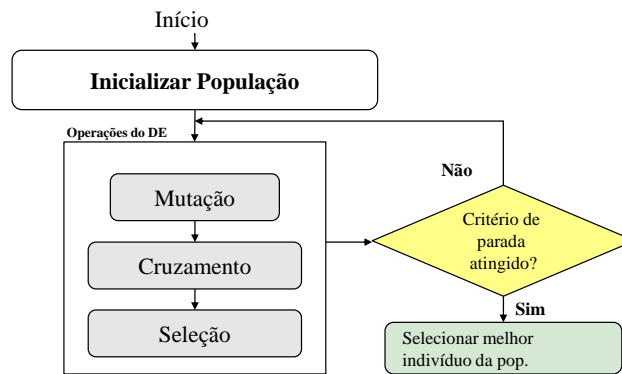 Início
Inicializar População
Operações do DE
Mutação
Cruzamento
Seleção
Não
Critério de
parada
atingido?
Sim
Selecionar melhor
indivíduo da pop.